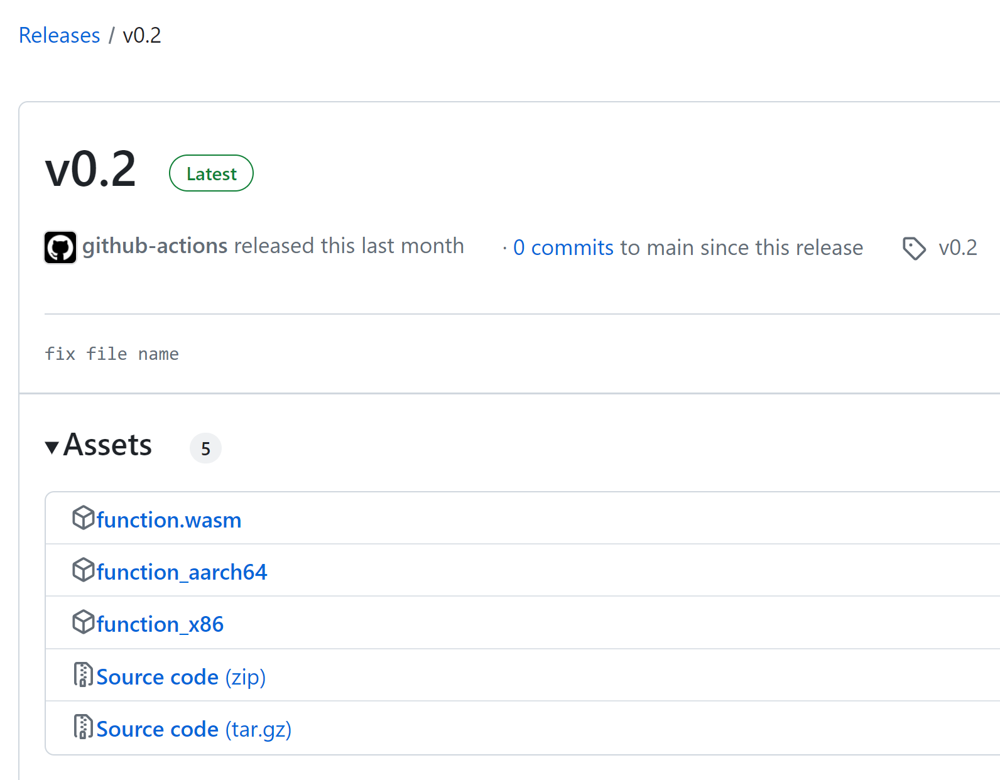 Releases / v0.2
v0.2 Latest
github-actions released this last month · 0 commits to main since this release v0.2
fix file name
Assets 5
function.wasm
function_aarch64
function_x86
Source code (zip)
Source code (tar.gz)